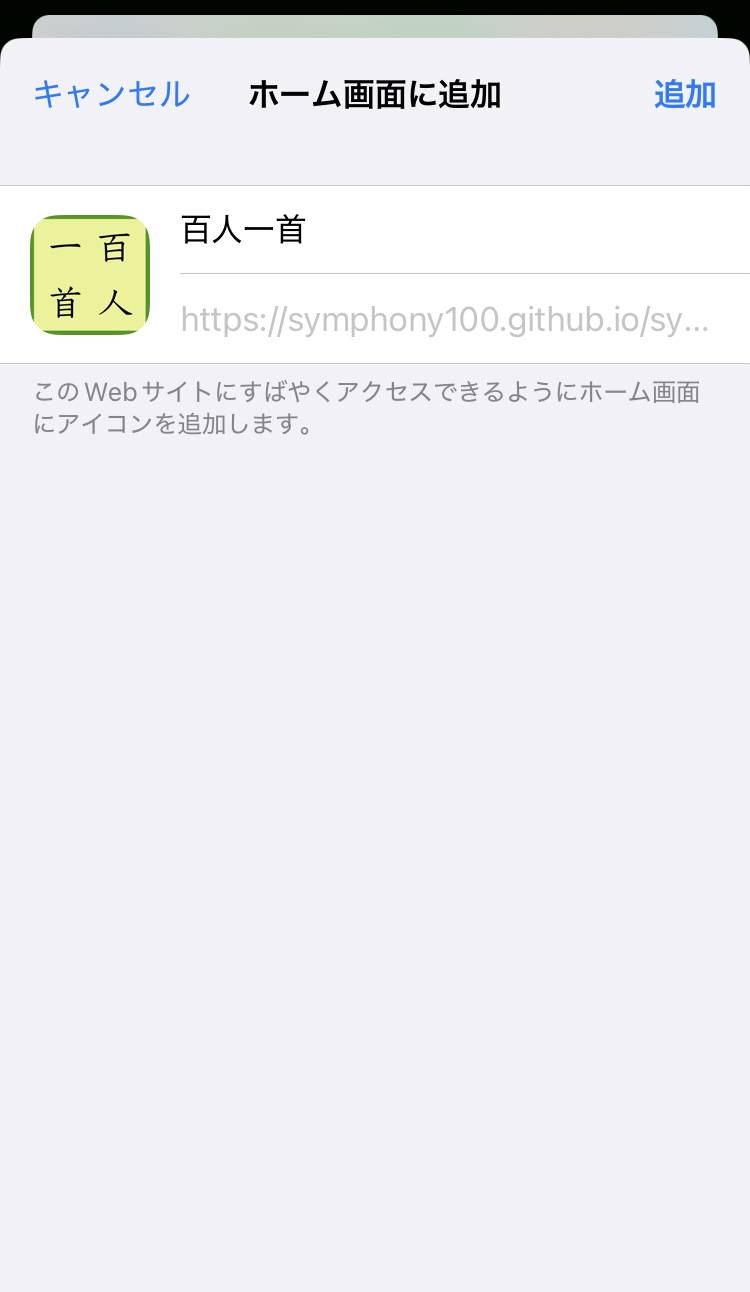 キャンセル ホーム画面に追加 追加
百人
一首
百人一首
https://symphony100.github.io/sy...
このWebサイトにすばやくアクセスできるようにホーム画面
にアイコンを追加します。